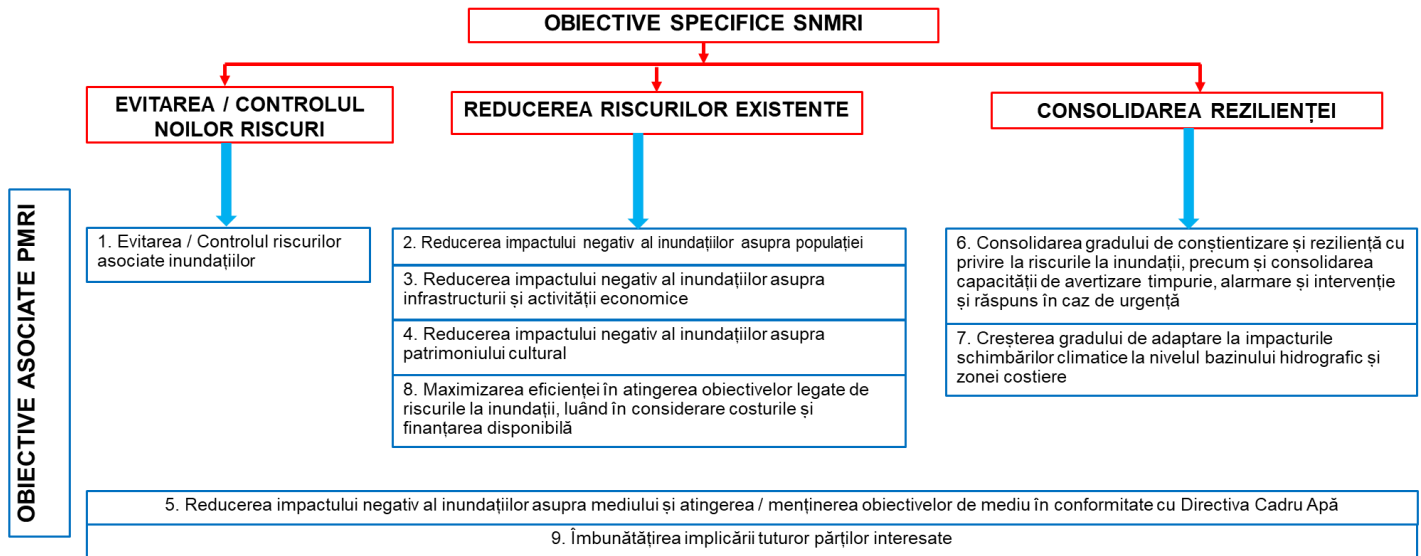 OBIECTIVE SPECIFICE SNMRI
EVITAREA / CONTROLUL
NOILOR RISCURI
REDUCEREA RISCURILOR EXISTENTE
CONSOLIDAREA REZILIENȚEI
OBIECTIVE ASOCIATE PMRI
1. Evitarea / Controlul riscurilor
asociate inundațiilor
2. Reducerea impactului negativ al inundațiilor asupra populației
3. Reducerea impactului negativ al inundațiilor asupra
infrastructurii și activității economice
4. Reducerea impactului negativ al inundațiilor asupra
patrimoniului cultural
8. Maximizarea eficienței în atingerea obiectivelor legate de
riscurile la inundații, luând în considerare costurile și
finanțarea disponibilă
6. Consolidarea gradului de conștientizare și reziliență cu
privire la riscurile la inundații, precum și consolidarea
capacității de avertizare timpurie, alarmare și intervenție
și răspuns în caz de urgență
7. Creșterea gradului de adaptare la impacturile
schimbărilor climatice la nivelul bazinului hidrografic și
zonei costiere
5. Reducerea impactului negativ al inundațiilor asupra mediului și atingerea / menținerea obiectivelor de mediu în conformitate cu Directiva Cadru Apă
9. Îmbunătățirea implicării tuturor părților interesate